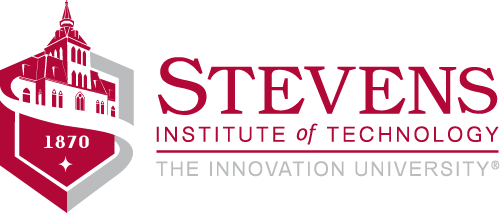 1870
STEVENS
INSTITUTE of TECHNOLOGY
THE INNOVATION UNIVERSITY®